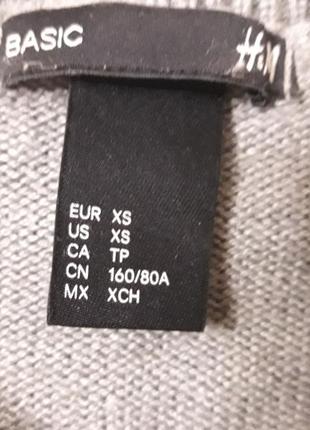 BASIC H&M
EUR XS
US XS
CA TP
CN 160/80A
MX XCH